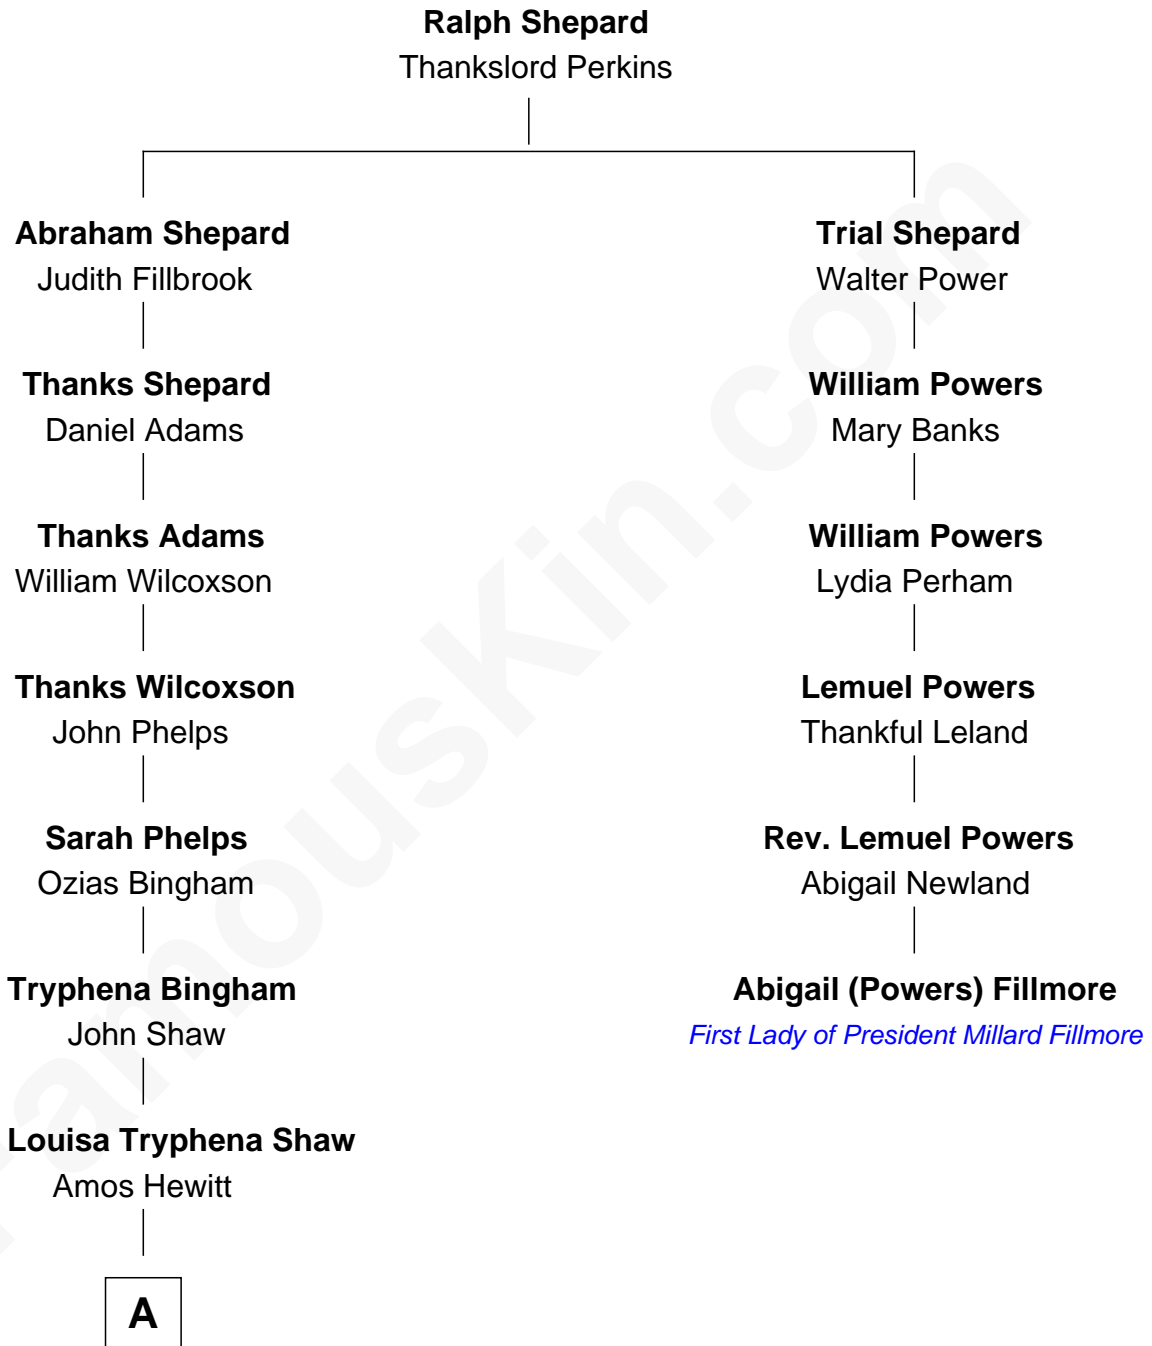 Ralph Shepard
Thankslord Perkins
Abraham Shepard
Judith Fillbrook
Trial Shepard
Walter Power
Thanks Shepard
Daniel Adams
William Powers
Mary Banks
Thanks Adams
William Wilcoxson
William Powers
Lydia Perham
Thanks Wilcoxson
John Phelps
Lemuel Powers
Thankful Leland
Sarah Phelps
Ozias Bingham
Rev. Lemuel Powers
Abigail Newland
Tryphena Bingham
John Shaw
Abigail (Powers) Fillmore
First Lady of President Millard Fillmore
Louisa Tryphena Shaw
Amos Hewitt
A
FamousKin.com